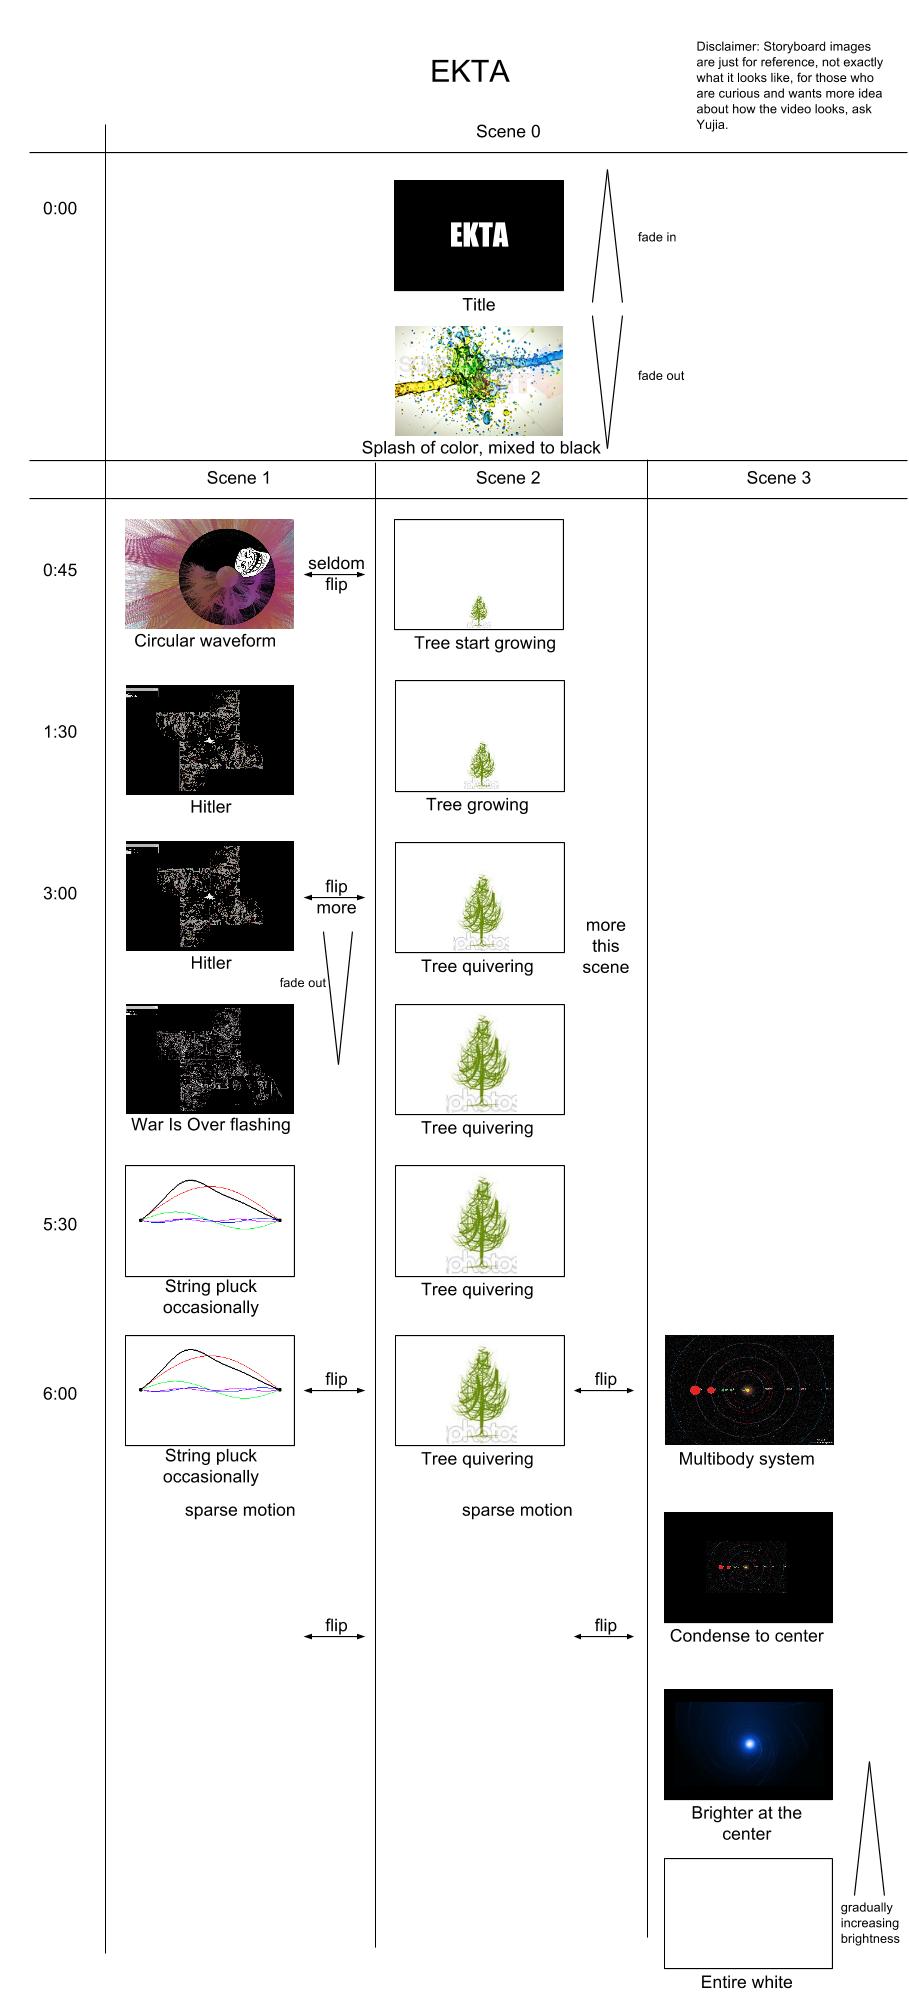 EKTA
Disclaimer: Storyboard images
are just for reference, not exactly
what it looks like, for those who
are curious and wants more idea
about how the video looks, ask
Yujia.
Scene 0
0:00
EKTA
fade in
Title
fade out
Splash of color, mixed to black
Scene 1
Scene 2
Scene 3
0:45
seldom
flip
Circular waveform
Tree start growing
1:30
Hitler
Tree growing
3:00
flip
more
Hitler
Tree quivering
more
this
scene
fade out
photos
War Is Over flashing
Tree quivering
photos
5:30
String pluck
occasionally
Tree quivering
photos
6:00
flip
flip
String pluck
occasionally
Tree quivering
photos
Multibody system
sparse motion
sparse motion
flip
flip
Condense to center
Brighter at the
center
gradually
increasing
brightness
Entire white